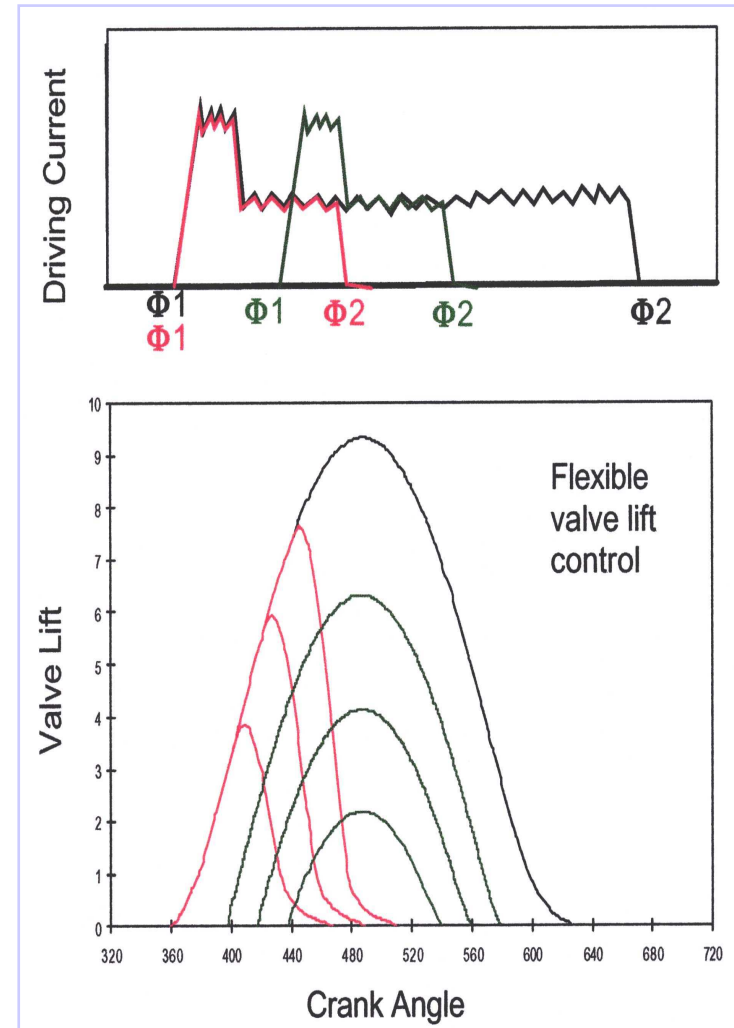 Driving Current
Φ1 Φ1 Φ2 Φ2 Φ2
Φ1
10
9
8
7
6
5
4
3
2
1
0
Valve Lift
Flexible
valve lift
control
320 360 400 440 480 520 560 600 640 680 720
Crank Angle